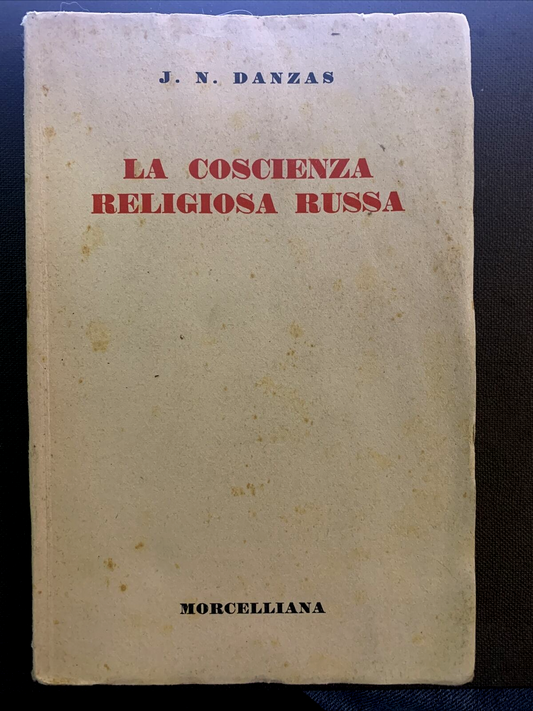 J. N. DANZAS
LA COSCIENZA
RELIGIOSA RUSSA
MORCELLIANA